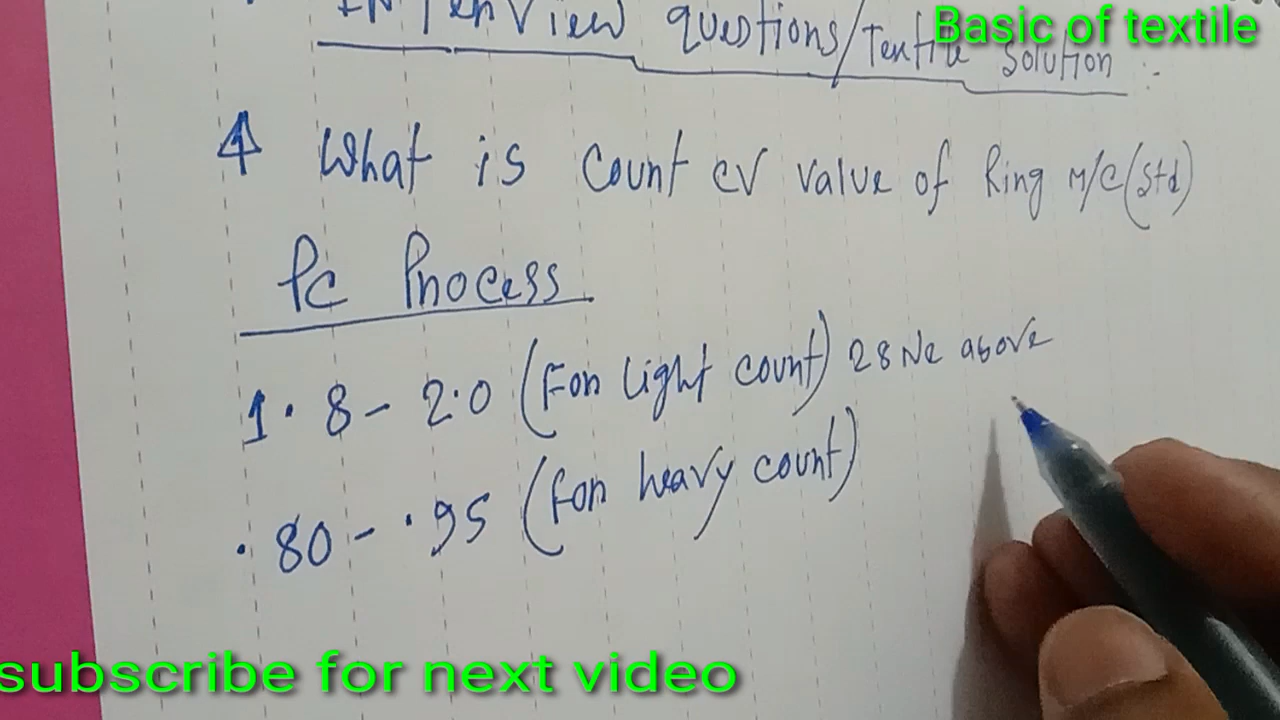 Basic of textile
INTERVIEW questions/Textile solution :-
4 What is Count CV value of Ring M/C (Std)
PC Process
1.8 - 2.0 (For light count) 28 Ne above
.80 - .95 (for heavy count)
subscribe for next video